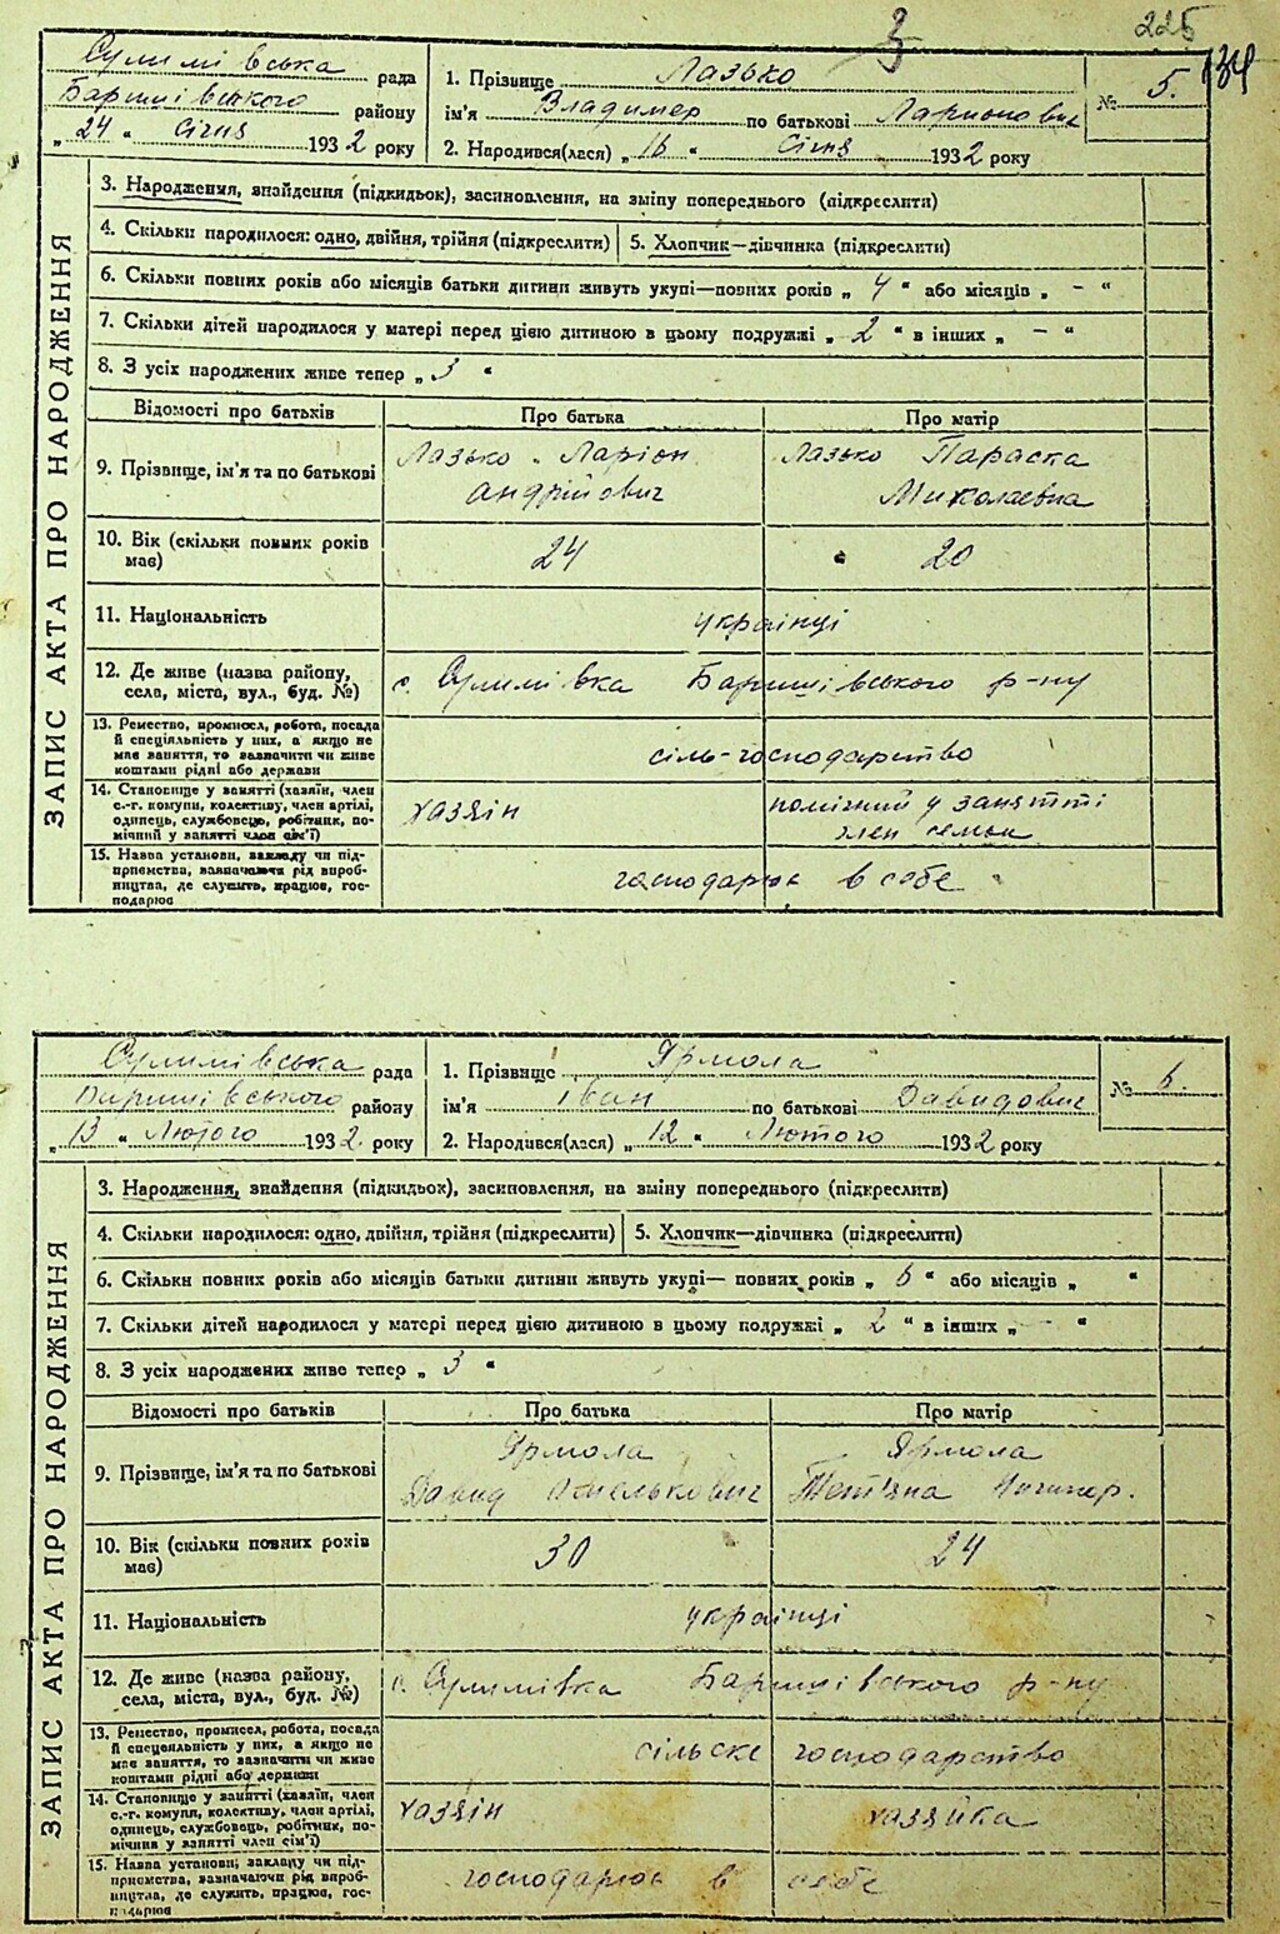 225
134
3
Сулимівська рада
Баришівського району
„ 24 “ січня 1932 року
1. Прізвище Лазько
ім'я Владимер по батькові Ларионович
2. Народився(лася) „ 16 “ Січня 1932 року
№ 5.
ЗАПИС АКТА ПРО НАРОДЖЕННЯ
3. Народження, знайдення (підкидьок), засиновлення, на зміну попереднього (підкреслити)
4. Скільки народилося: одно, двійня, трійня (підкреслити) 5. Хлопчик—дівчинка (підкреслити)
6. Скільки повних років або місяців батьки дитини живуть укупі—повних років „ 4 “ або місяців „ - “
7. Скільки дітей народилося у матері перед цією дитиною в цьому подружжі „ 2 “ в інших „ — “
8. З усіх народжених живе тепер „ 3 “
Відомості про батьків Про батька Про матір
9. Прізвище, ім'я та по батькові Лазько Ларіон Андрійович Лазько Параска Миколаевна
10. Вік (скільки повних років має) 24 20
11. Національність українці
12. Де живе (назва району, села, міста, вул., буд. №) с. Сулимівка Баришівського р-ну
13. Ремество, промисел, робота, посада й спеціяльність у них, а якщо не має заняття, то зазначити чи живе коштами рідні або держави сіль-господарство
14. Становище у занятті (хазяїн, член с.-г. комуни, колективу, член артілі, одинець, службовець, робітник, помічний у занятті член сім'ї) хазяін помічний у занятті член семьи
15. Назва установи, закладу чи підприємства, зазначаючи рід виробництва, де служить, працює, господарює господарює в себе
Сулимівська рада
Баришівського району
„ 13 “ Лютого 1932 року
1. Прізвище Ярмола
ім'я Іван по батькові Давидович
2. Народився(лася) „ 12 “ Лютого 1932 року
№ 6.
ЗАПИС АКТА ПРО НАРОДЖЕННЯ
3. Народження, знайдення (підкидьок), засиновлення, на зміну попереднього (підкреслити)
4. Скільки народилося: одно, двійня, трійня (підкреслити) 5. Хлопчик—дівчинка (підкреслити)
6. Скільки повних років або місяців батьки дитини живуть укупі— повних років „ 6 “ або місяців „ “
7. Скільки дітей народилося у матері перед цією дитиною в цьому подружжі „ 2 “ в інших „ — “
8. З усіх народжених живе тепер „ 3 “
Відомості про батьків Про батька Про матір
9. Прізвище, ім'я та по батькові Ярмола Давид Ярмола Тетяна
10. Вік (скільки повних років має) 30 24
11. Національність українці
12. Де живе (назва району, села, міста, вул., буд. №) с. Сулимівка Баришівського р-ну
13. Ремество, промисел, робота, посада й спецеяльність у них, а якщо не має заняття, то зазначити чи живе коштами рідні або держави сільске господарство
14. Становище у занятті (хазяїн, член с.-г. комуни, колективу, член артілі, одинець, службовець, робітник, помічний у занятті член сім'ї) хазяін хазяйка
15. Назва установи, закладу чи підприємства, зазначаючи рід виробництва, де служить, працює, господарює господарює в себе